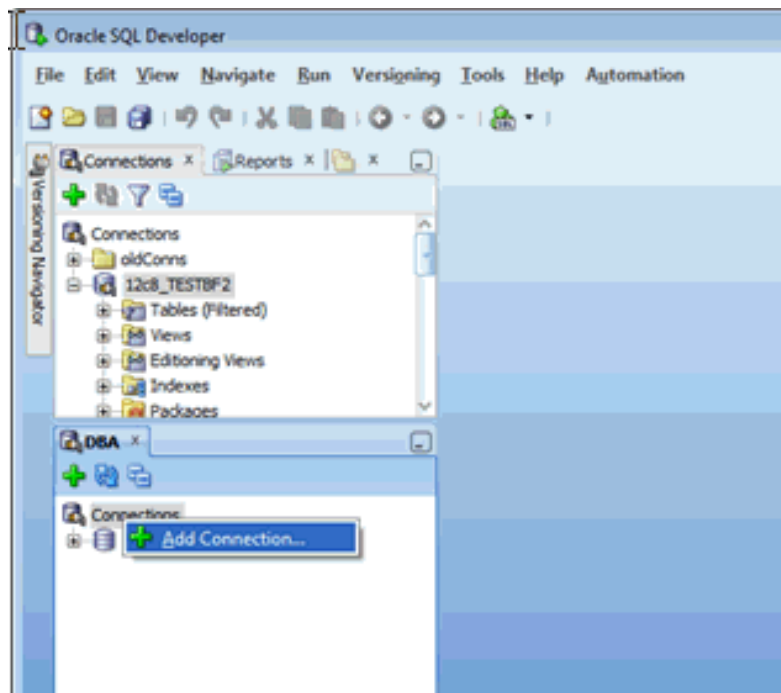 Oracle SQL Developer
File Edit View Navigate Run Versioning Tools Help Automation
Versioning Navigator
Connections Reports
Connections
oldConns
12c8_TESTBF2
Tables (Filtered)
Views
Editioning Views
Indexes
Packages
DBA
Connections
Add Connection...